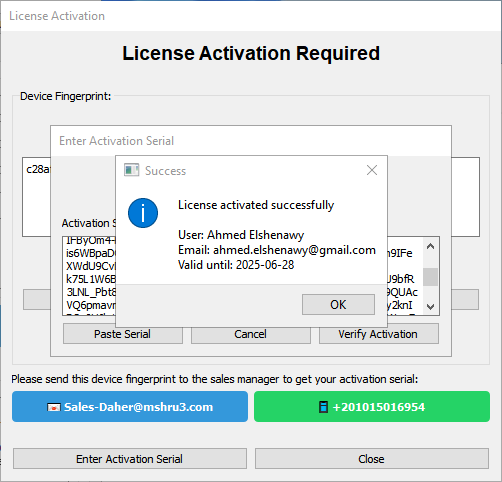 License Activation
License Activation Required
Device Fingerprint:
Enter Activation Serial
Success
License activated successfully
User: Ahmed Elshenawy
Email: ahmed.elshenawy@gmail.com
Valid until: 2025-06-28
OK
Activation S
is6WBpaD
XWdU9Cv
k75L1W6B
U9bfR
3LNL_Pbt8
9QUAc
VQ6pmavr
y2knI
Paste Serial
Cancel
Verify Activation
Please send this device fingerprint to the sales manager to get your activation serial:
Sales-Daher@mshru3.com
+201015016954
Enter Activation Serial
Close